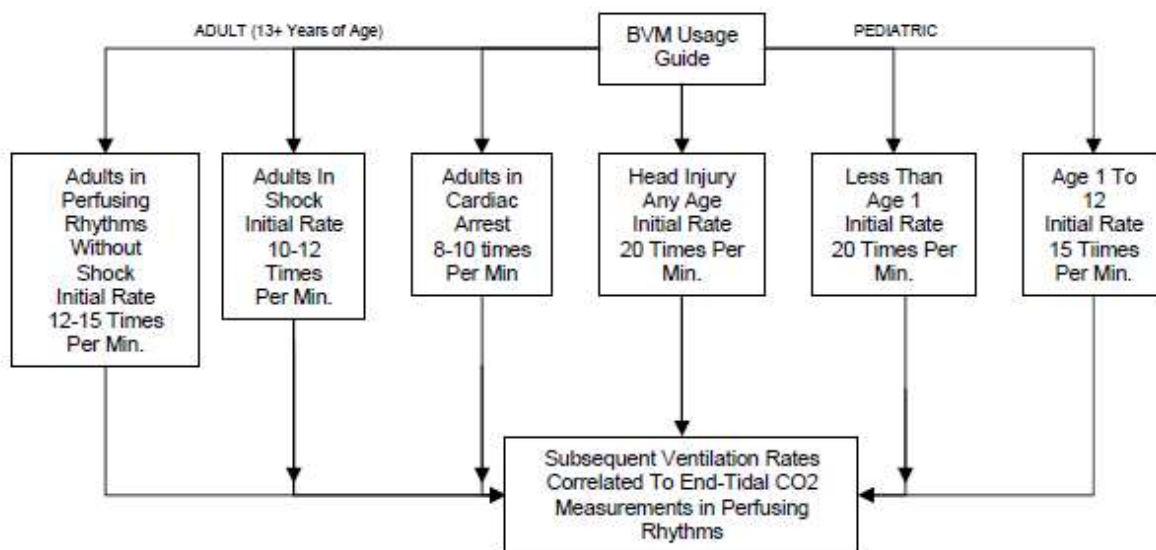 ADULT (13+ Years of Age)
BVM Usage
Guide
PEDIATRIC
Adults in
Perfusing
Rhythms
Without
Shock
Initial Rate
12-15 Times
Per Min.
Adults In
Shock
Initial Rate
10-12
Times
Per Min.
Adults in
Cardiac
Arrest
8-10 times
Per Min
Head Injury
Any Age
Initial Rate
20 Times Per
Min.
Less Than
Age 1
Initial Rate
20 Times Per
Min.
Age 1 To
12
Initial Rate
15 Tiimes
Per Min.
Subsequent Ventilation Rates
Correlated To End-Tidal CO2
Measurements in Perfusing
Rhythms